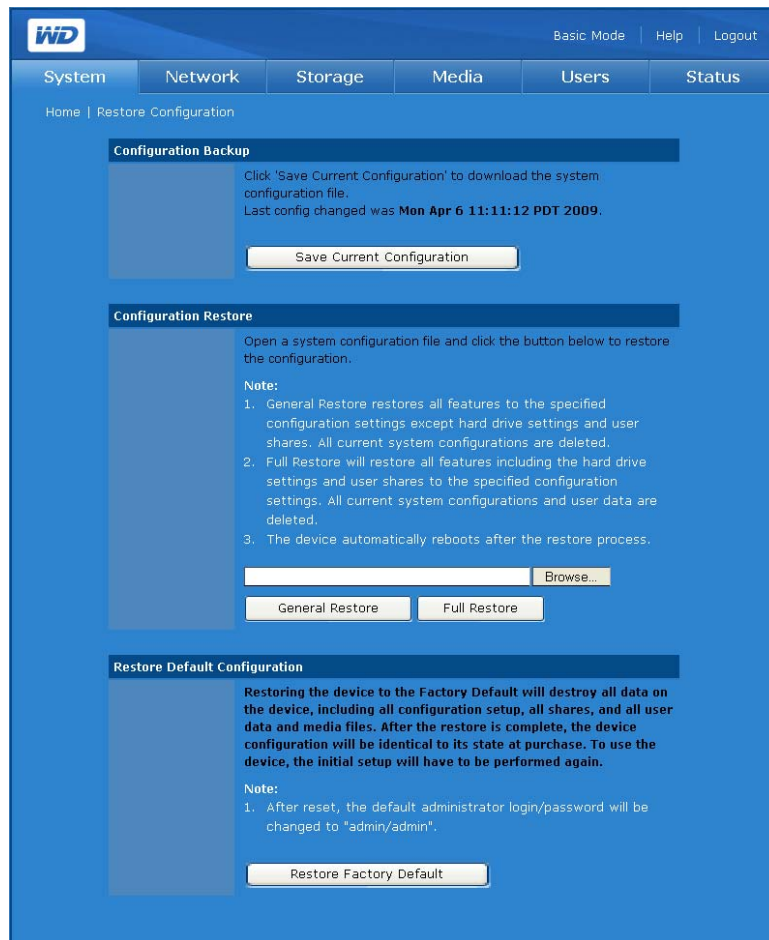 WD
Basic Mode | Help | Logout
System Network Storage Media Users Status
Home | Restore Configuration
Configuration Backup
Click 'Save Current Configuration' to download the system
configuration file.
Last config changed was Mon Apr 6 11:11:12 PDT 2009.
Save Current Configuration
Configuration Restore
Open a system configuration file and click the button below to restore
the configuration.
Note:
1. General Restore restores all features to the specified
configuration settings except hard drive settings and user
shares. All current system configurations are deleted.
2. Full Restore will restore all features including the hard drive
settings and user shares to the specified configuration
settings. All current system configurations and user data are
deleted.
3. The device automatically reboots after the restore process.
Browse...
General Restore Full Restore
Restore Default Configuration
Restoring the device to the Factory Default will destroy all data on
the device, including all configuration setup, all shares, and all user
data and media files. After the restore is complete, the device
configuration will be identical to its state at purchase. To use the
device, the initial setup will have to be performed again.
Note:
1. After reset, the default administrator login/password will be
changed to "admin/admin".
Restore Factory Default